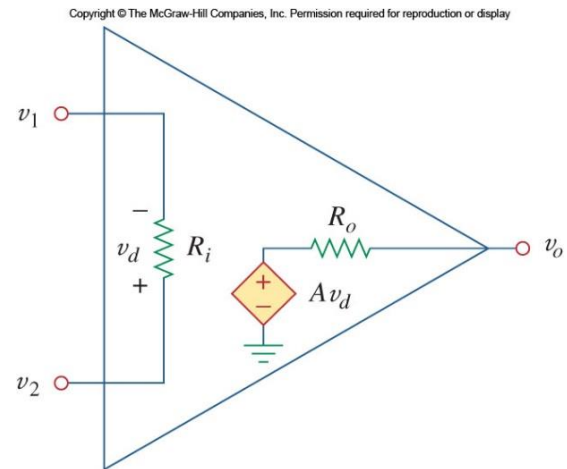 Copyright © The McGraw-Hill Companies, Inc. Permission required for reproduction or display
v1
−
vd
Ri
+
v2
Ro
+
−
Avd
vo